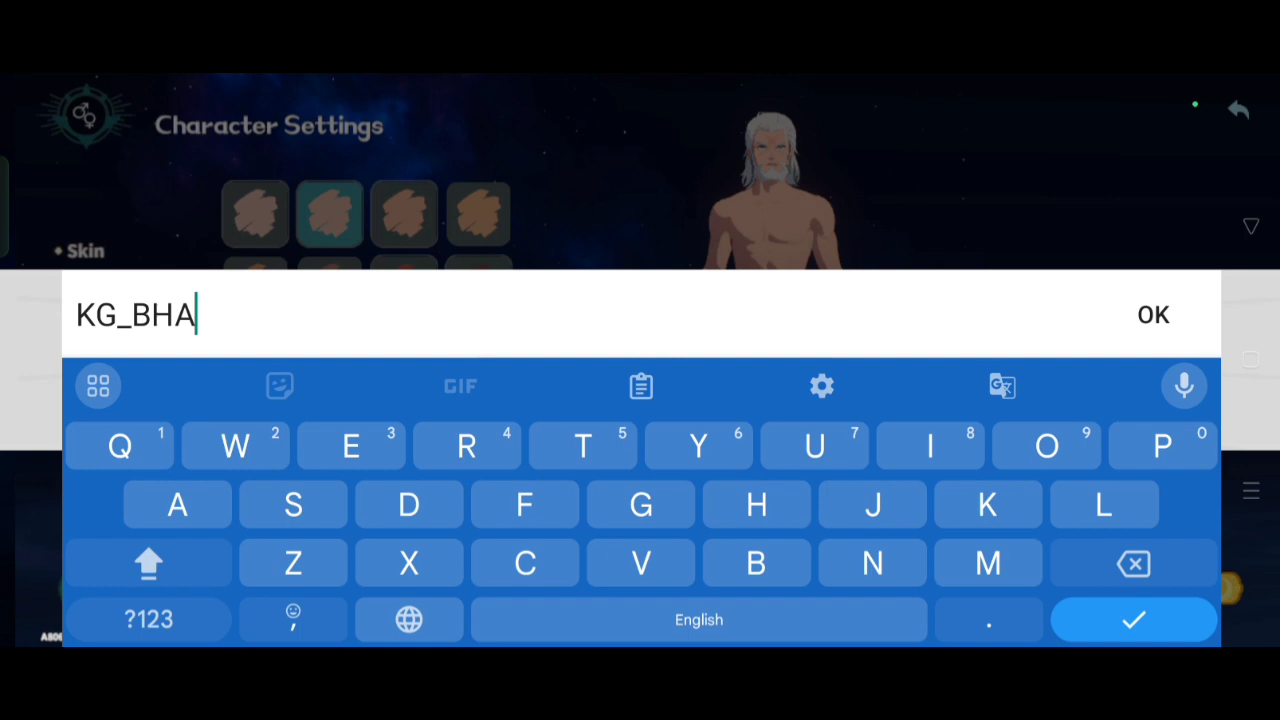 Character Settings
Skin
KG_BHA
OK
GIF
Q 1 W 2 E 3 R 4 T 5 Y 6 U 7 I 8 O 9 P 0
A S D F G H J K L
Z X C V B N M
?123 , English .